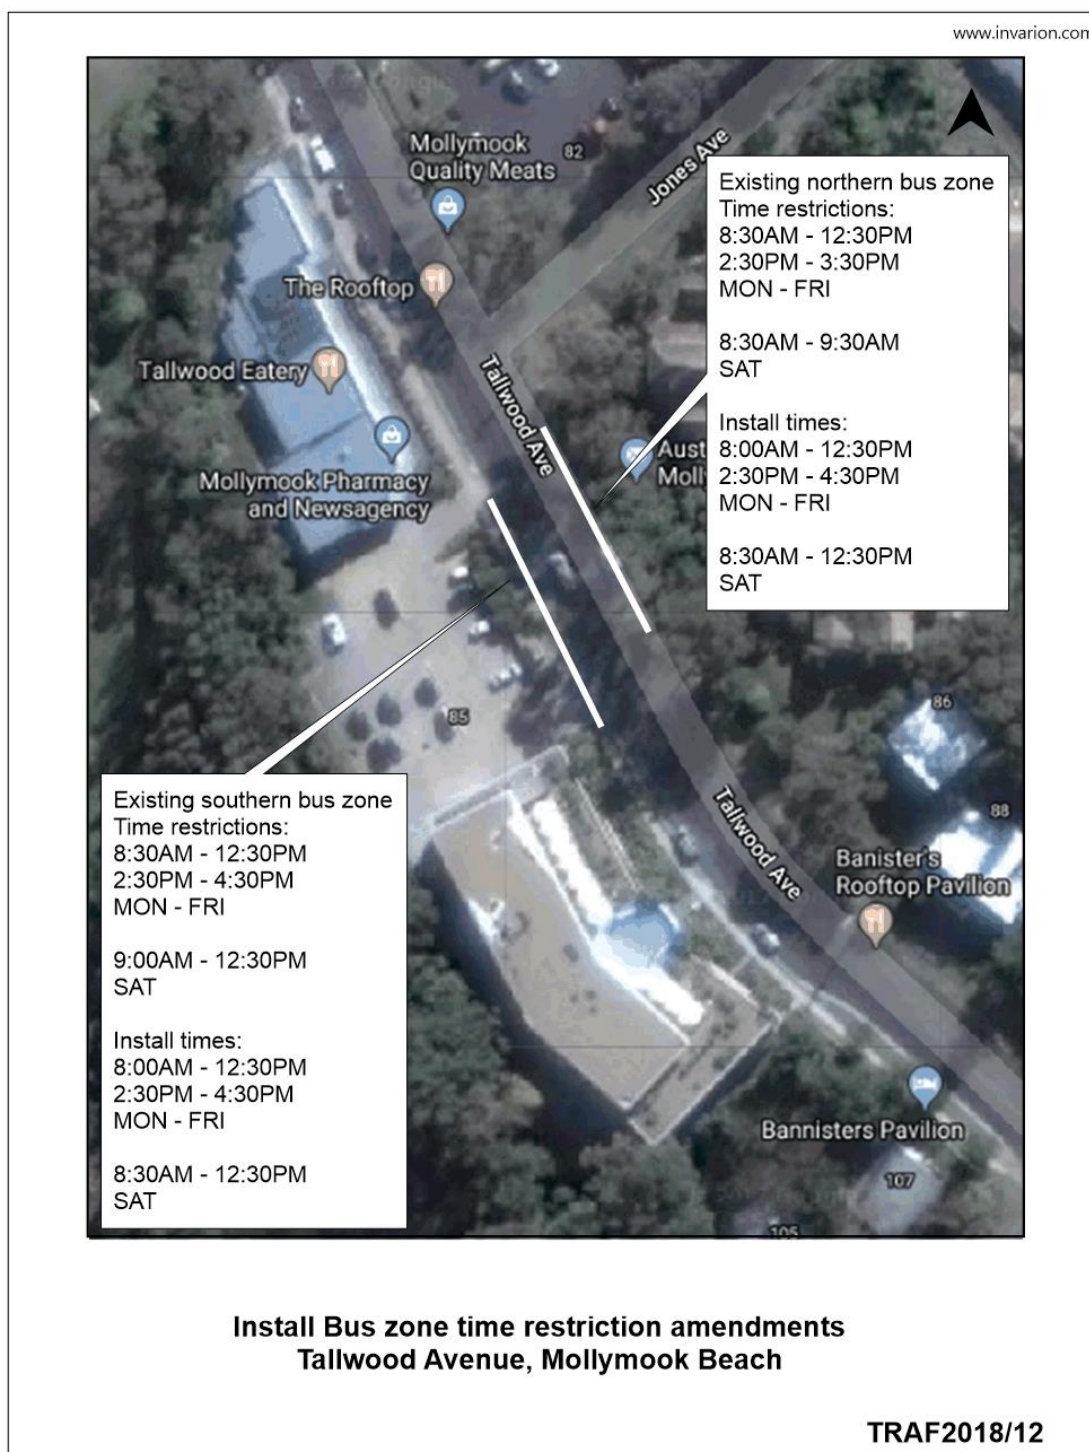 www.invarion.com
Mollymook
Quality Meats
82
Jones Ave
The Rooftop
Tallwood Eatery
Tallwood Ave
Mollymook Pharmacy
and Newsagency
Aust
Moll
Existing northern bus zone
Time restrictions:
8:30AM - 12:30PM
2:30PM - 3:30PM
MON - FRI
8:30AM - 9:30AM
SAT
Install times:
8:00AM - 12:30PM
2:30PM - 4:30PM
MON - FRI
8:30AM - 12:30PM
SAT
85
86
88
Tallwood Ave
Banister's
Rooftop Pavilion
Bannisters Pavilion
107
105
Existing southern bus zone
Time restrictions:
8:30AM - 12:30PM
2:30PM - 4:30PM
MON - FRI
9:00AM - 12:30PM
SAT
Install times:
8:00AM - 12:30PM
2:30PM - 4:30PM
MON - FRI
8:30AM - 12:30PM
SAT
Install Bus zone time restriction amendments
Tallwood Avenue, Mollymook Beach
TRAF2018/12